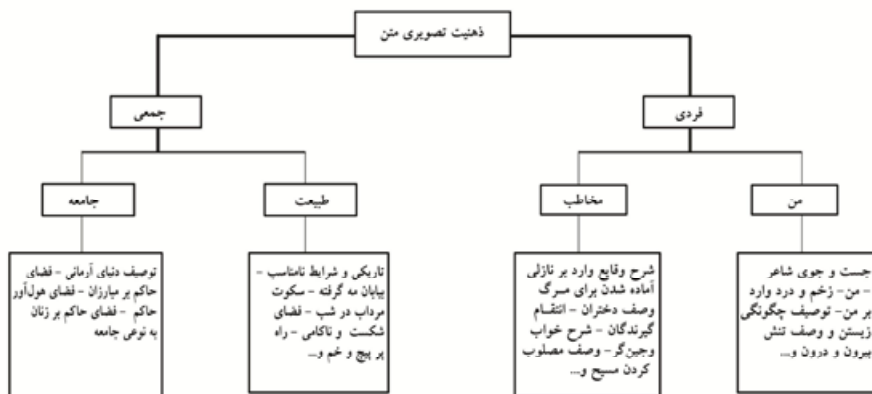 ذهنیت تصویری متن
فردی
جمعی
من
مخاطب
طبیعت
جامعه
جست و جوی شاعر
- من- زخم و درد وارد
بر من- توصیف چگونگی
زیستن و وصف تنش
بیرون و درون و...
شرح وقایع وارد بر نازلی
آماده شدن برای مرگ
وصف دختران - انتقام
گیرندگان - شرح خواب
وجین‌گر- وصف مصلوب
کردن مسیح و...
تاریکی و شرایط نامتاسب -
بیابان مه گرفته - سکوت
مرداب در شب - فضای
شکست و ناکامی - راه
پر پیچ و خم و...
توصیف دنیای آرمانی - فضای
حاکم بر مبارزان - فضای هول‌آور
حاکم - فضای حاکم بر زنان
به نوعی جامعه